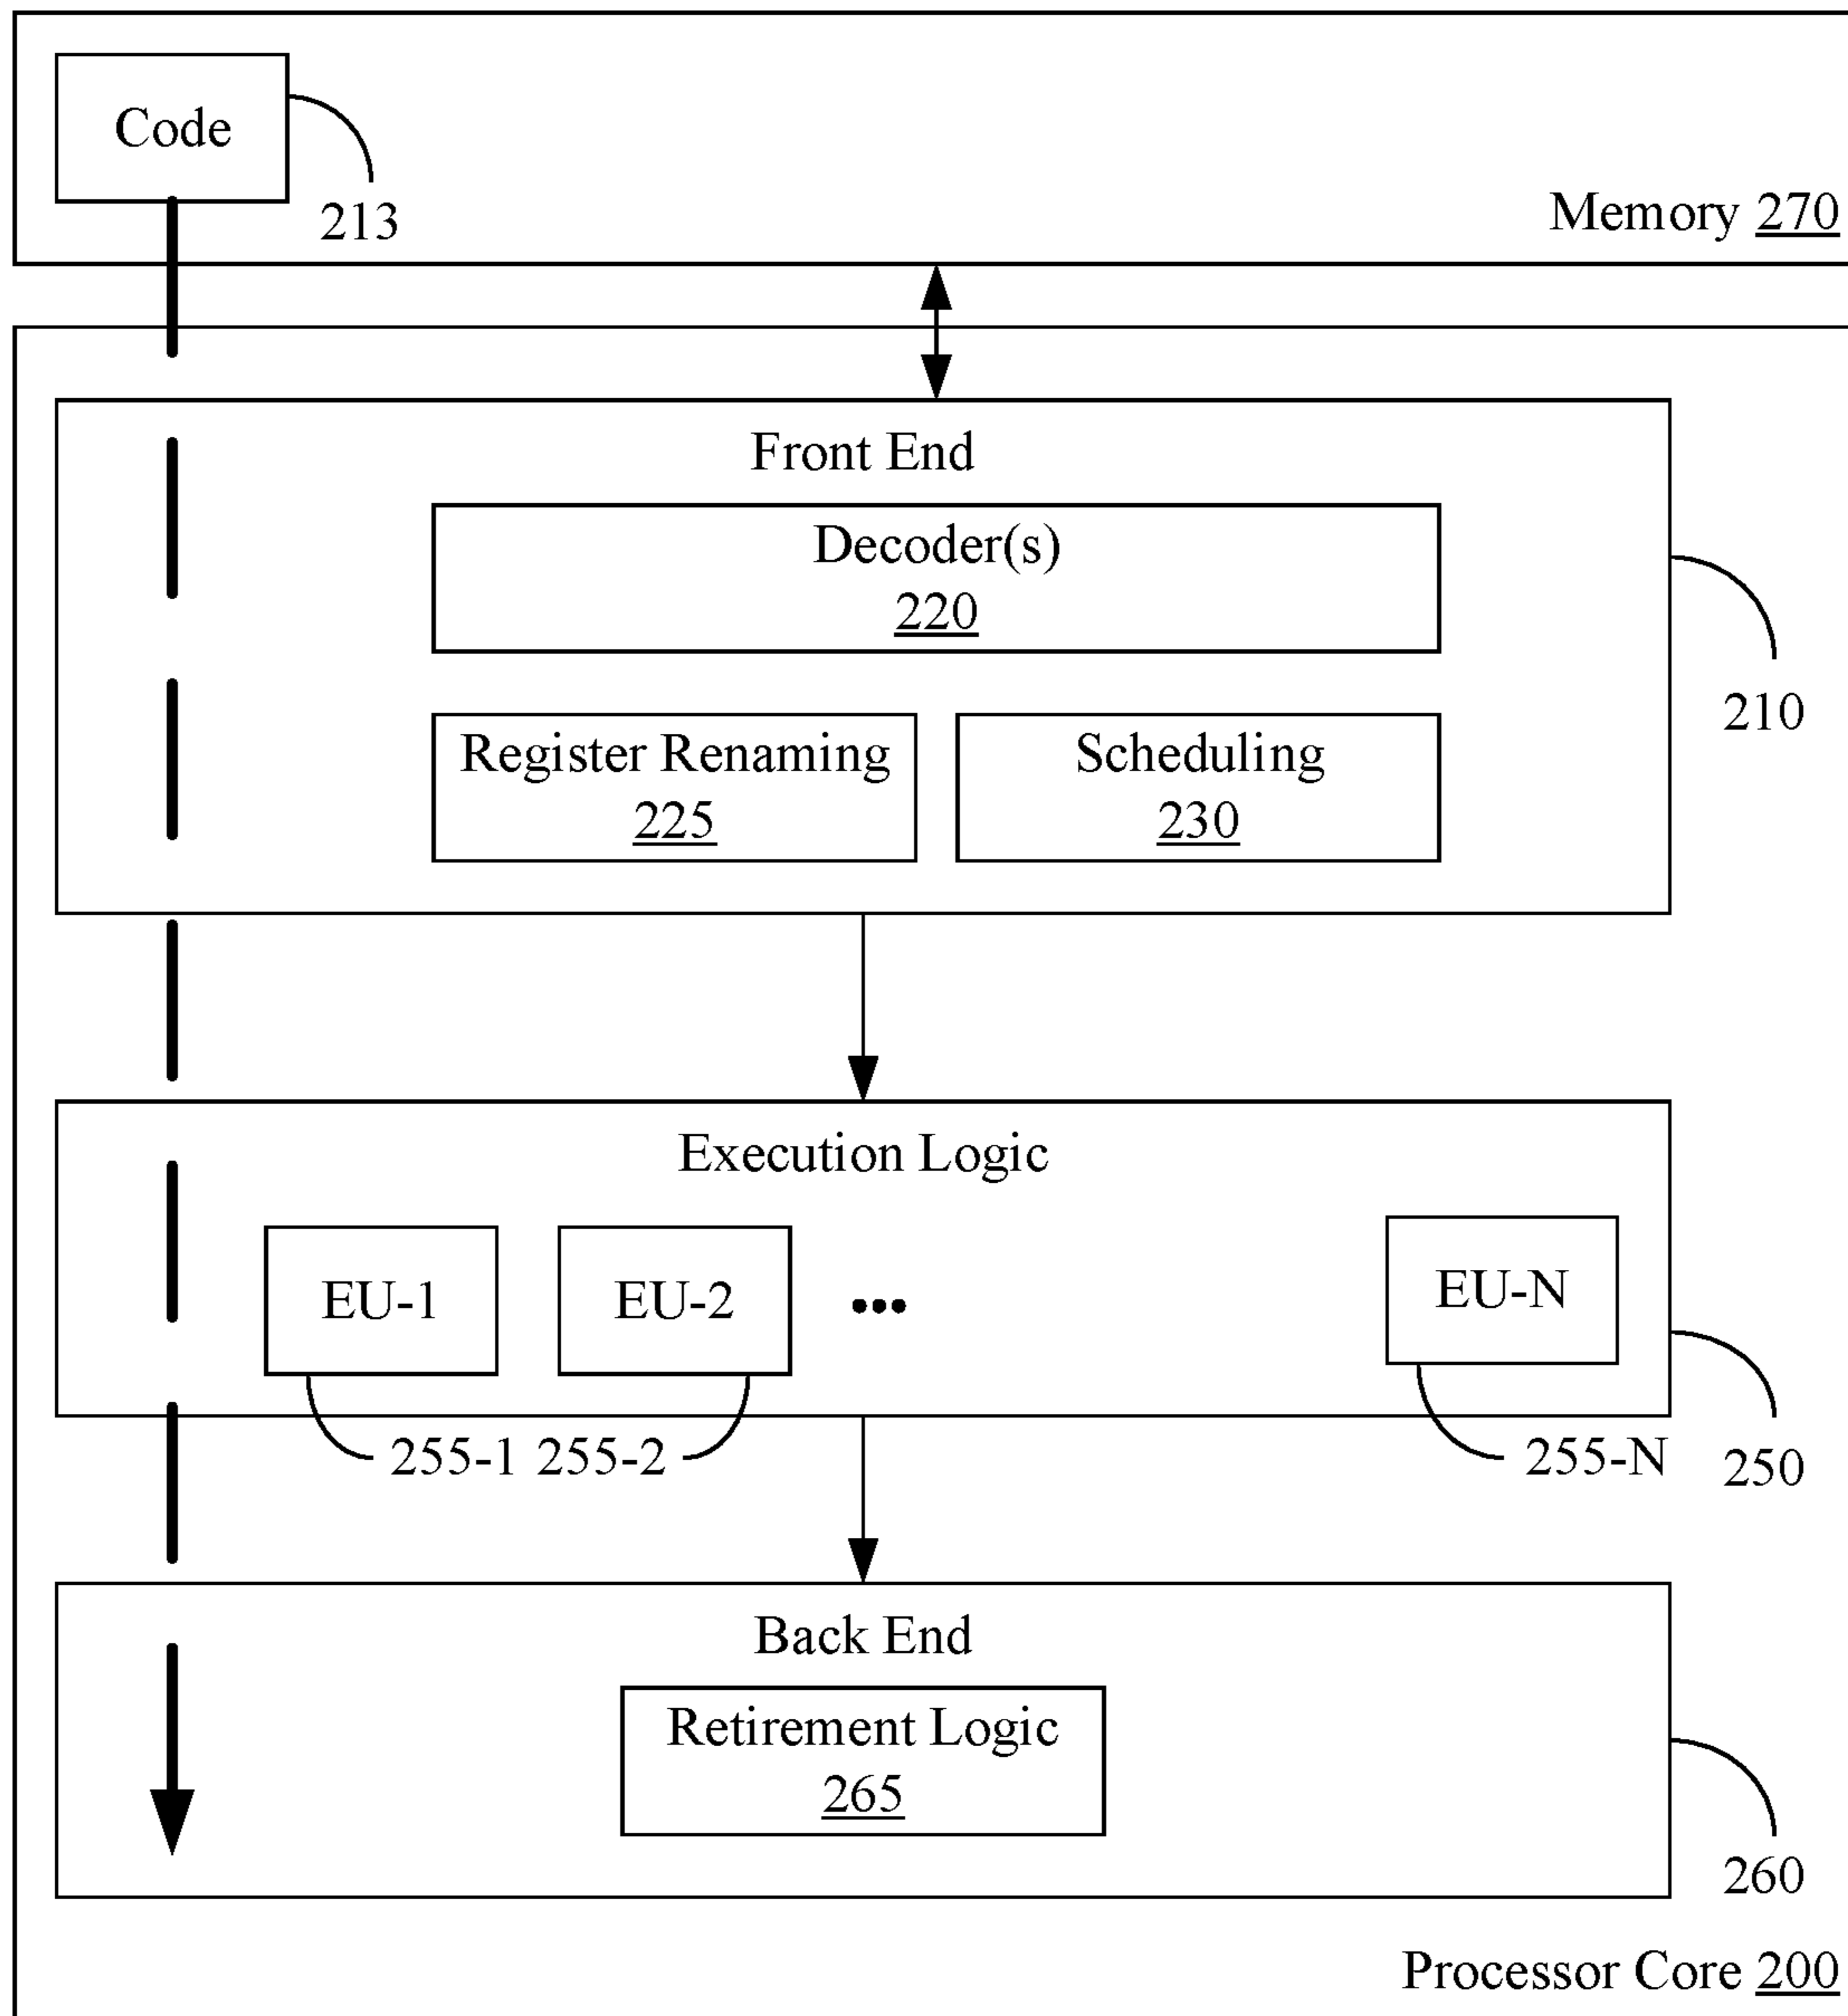 Code
213
Memory 270
Front End
Decoder(s)
220
210
Register Renaming
225
Scheduling
230
Execution Logic
EU-1
EU-2
•••
EU-N
255-1 255-2
255-N
250
Back End
Retirement Logic
265
260
Processor Core 200